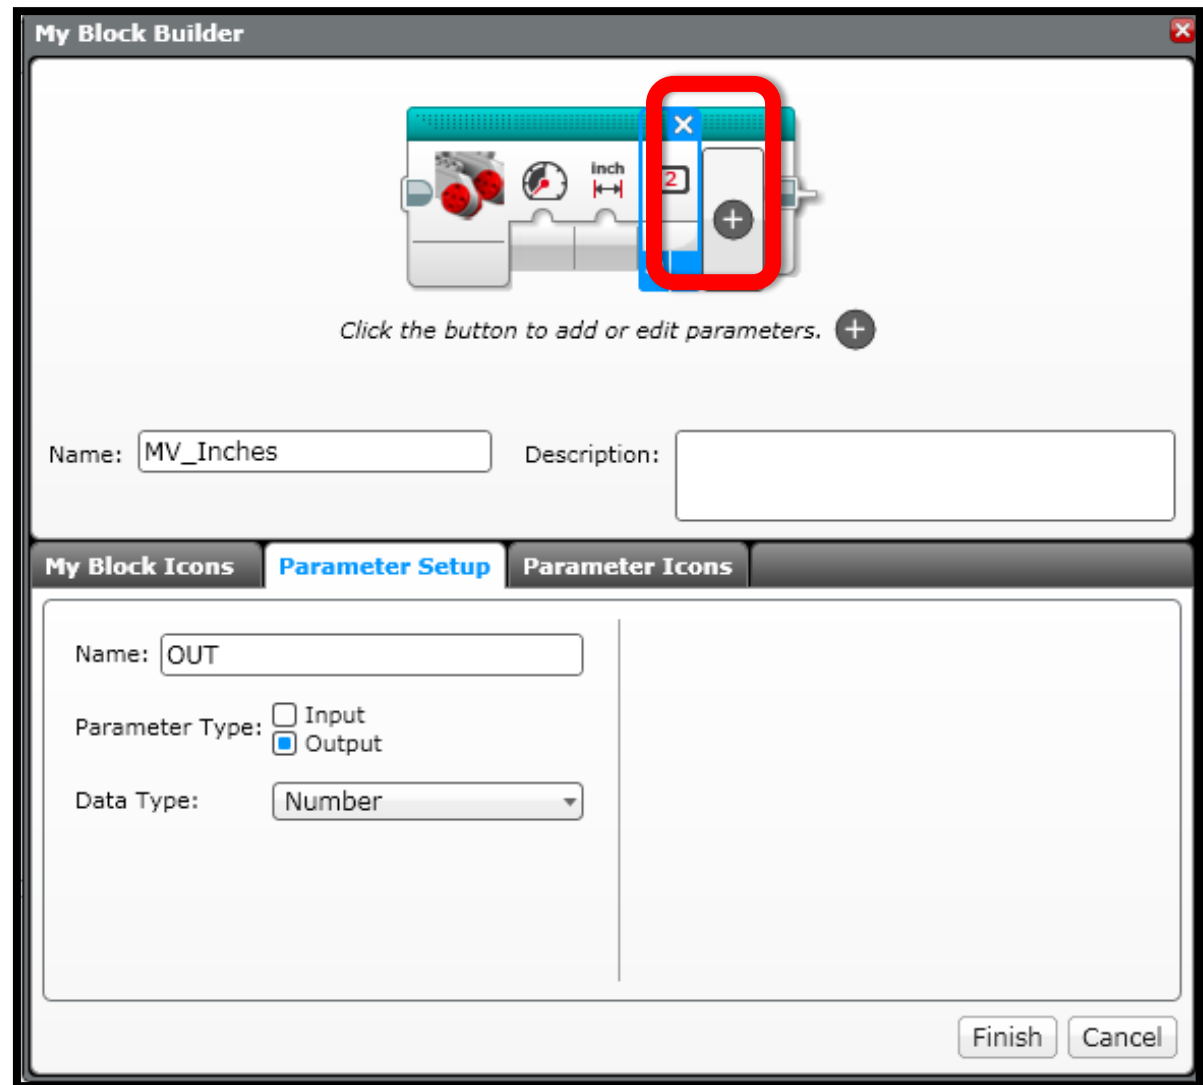 My Block Builder
inch
2
Click the button to add or edit parameters.
Name: MV_Inches Description:
My Block Icons Parameter Setup Parameter Icons
Name: OUT
Parameter Type: Input
Output
Data Type: Number
Finish Cancel